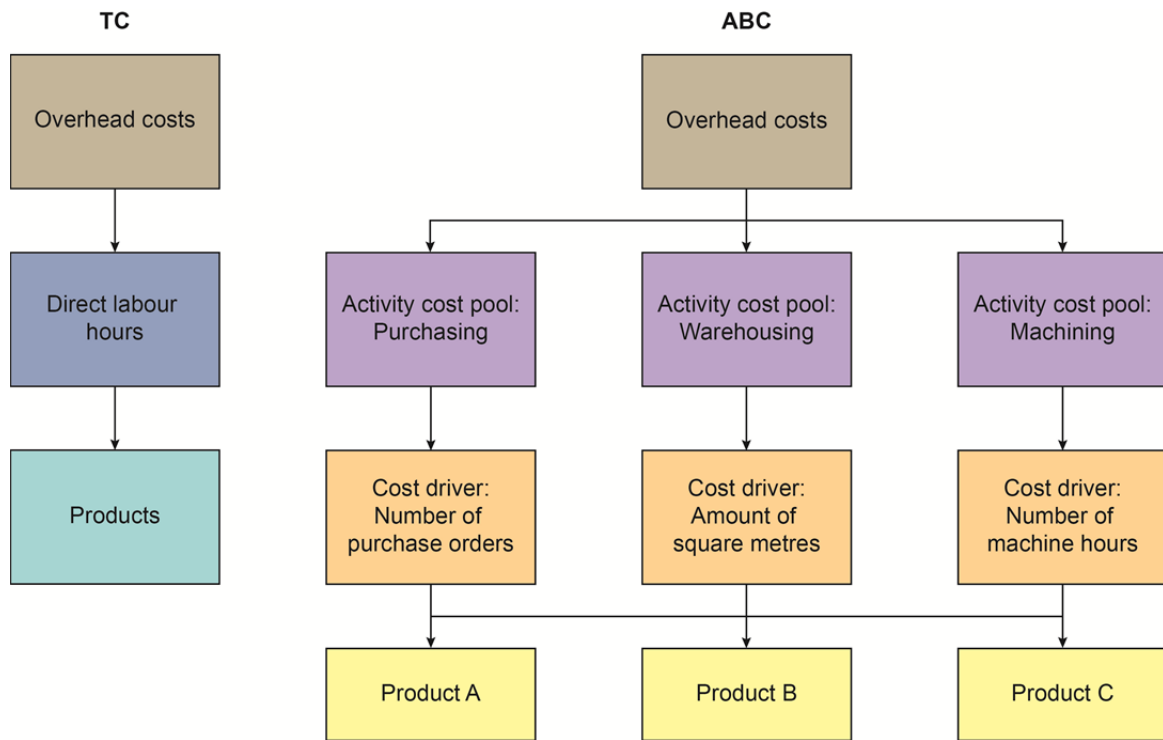 TC
ABC
Overhead costs
Overhead costs
Direct labour
hours
Activity cost pool:
Purchasing
Activity cost pool:
Warehousing
Activity cost pool:
Machining
Products
Cost driver:
Number of
purchase orders
Cost driver:
Amount of
square metres
Cost driver:
Number of
machine hours
Product A
Product B
Product C